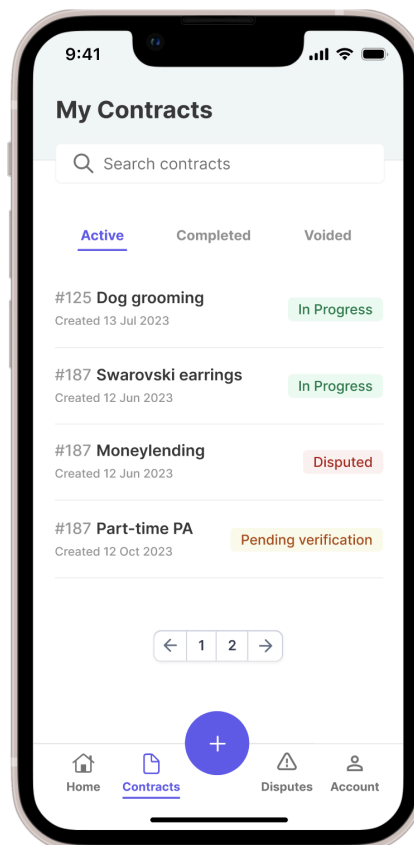 9:41
My Contracts
Search contracts
Active Completed Voided
#125 Dog grooming
In Progress
Created 13 Jul 2023
#187 Swarovski earrings
In Progress
Created 12 Jun 2023
#187 Moneylending
Disputed
Created 12 Jun 2023
#187 Part-time PA
Pending verification
Created 12 Oct 2023
← 1 2 →
+
Home Contracts Disputes Account